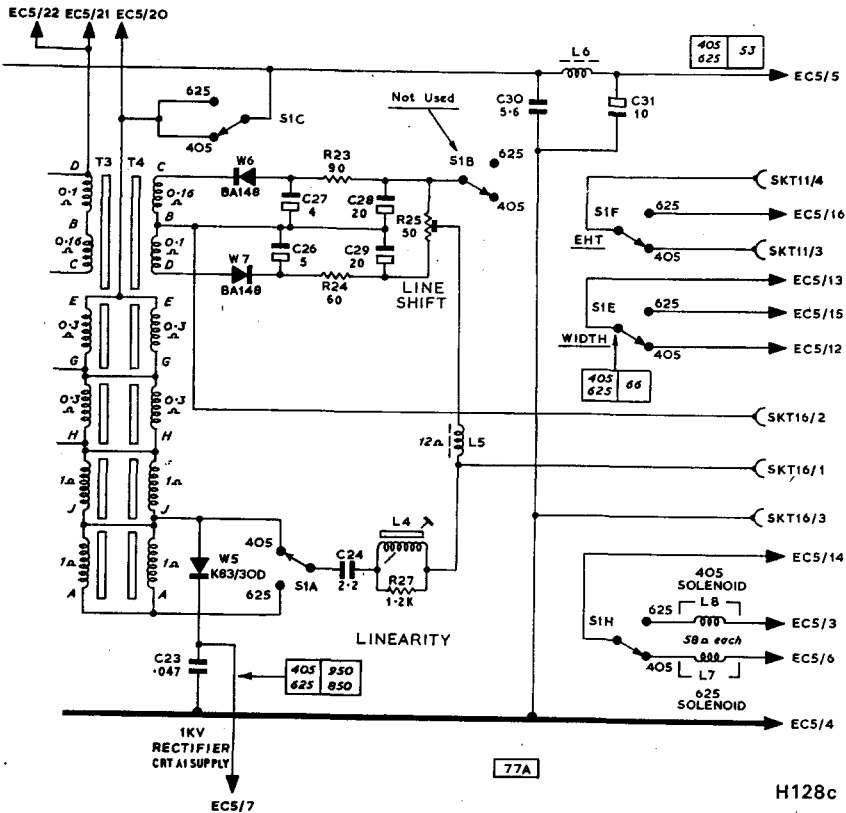 EC5/22 EC5/21 EC5/20
L6
405 625 53
EC5/5
625
405
S1C
Not Used
C30
5·6
C31
10
S1B
625
405
D T3 T4 C
0·1
Ω
B
0·16
Ω
C
0·16
Ω
B
0·1
Ω
D
W6
BA148
R23
90
C27
4
C28
20
R25
50
C26
5
C29
20
W7
BA148
R24
60
LINE
SHIFT
SKT11/4
S1F
625
EC5/16
EHT
405
SKT11/3
EC5/13
S1E
625
EC5/15
WIDTH
405
EC5/12
405 625 66
E E
0·3
Ω
0·3
Ω
G G
0·3
Ω
0·3
Ω
H H
SKT16/2
12Ω
L5
SKT16/1
1Ω
1Ω
J J
SKT16/3
L4
W5
K83/30D
405
625
S1A
C24
2·2
R27
1·2K
1Ω
1Ω
A A
LINEARITY
EC5/14
405
SOLENOID
L8
S1H
625
EC5/3
58Ω each
405
EC5/6
L7
625
SOLENOID
C23
·047
405 950
625 850
EC5/4
1KV
RECTIFIER
CRT A1 SUPPLY
EC5/7
77A
H128c